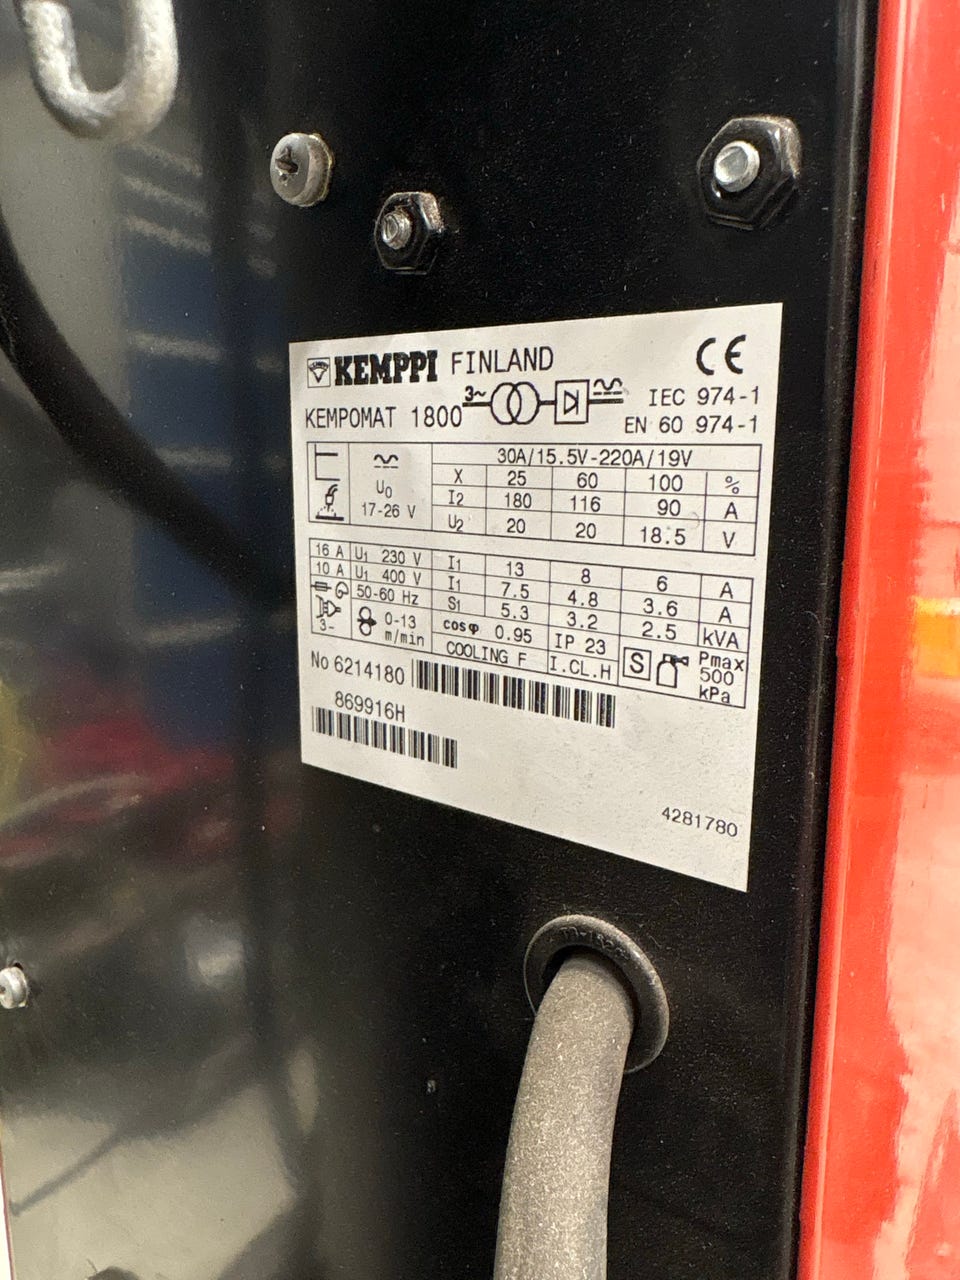 KEMPPI FINLAND CE
KEMPOMAT 1800 3~ IEC 974-1
EN 60 974-1
30A/15.5V-220A/19V
X 25 60 100 %
U₀ I2 180 116 90 A
17-26 V U2 20 20 18.5 V
16 A U₁ 230 V I₁ 13 8 6 A
10 A U₁ 400 V I₁ 7.5 4.8 3.6 A
50-60 Hz S₁ 5.3 3.2 2.5 kVA
3~ 0-13 m/min cosφ 0.95 IP 23 S Pmax 500 kPa
COOLING F I.CL.H
No 6214180
869916H
4281780